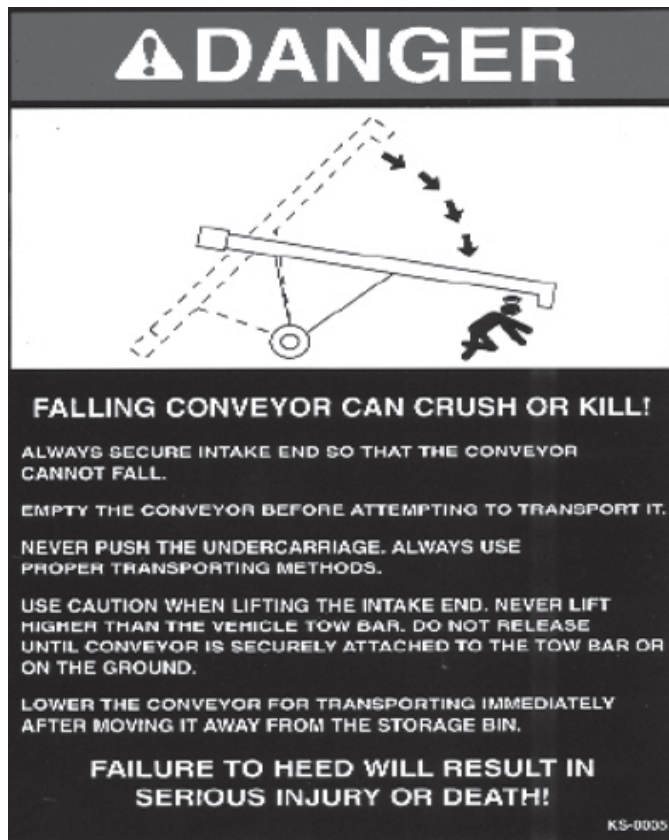 DANGER
FALLING CONVEYOR CAN CRUSH OR KILL!
ALWAYS SECURE INTAKE END SO THAT THE CONVEYOR
CANNOT FALL.
EMPTY THE CONVEYOR BEFORE ATTEMPTING TO TRANSPORT IT.
NEVER PUSH THE UNDERCARRIAGE. ALWAYS USE
PROPER TRANSPORTING METHODS.
USE CAUTION WHEN LIFTING THE INTAKE END. NEVER LIFT
HIGHER THAN THE VEHICLE TOW BAR. DO NOT RELEASE
UNTIL CONVEYOR IS SECURELY ATTACHED TO THE TOW BAR OR
ON THE GROUND.
LOWER THE CONVEYOR FOR TRANSPORTING IMMEDIATELY
AFTER MOVING IT AWAY FROM THE STORAGE BIN.
FAILURE TO HEED WILL RESULT IN
SERIOUS INJURY OR DEATH!
KS-0005